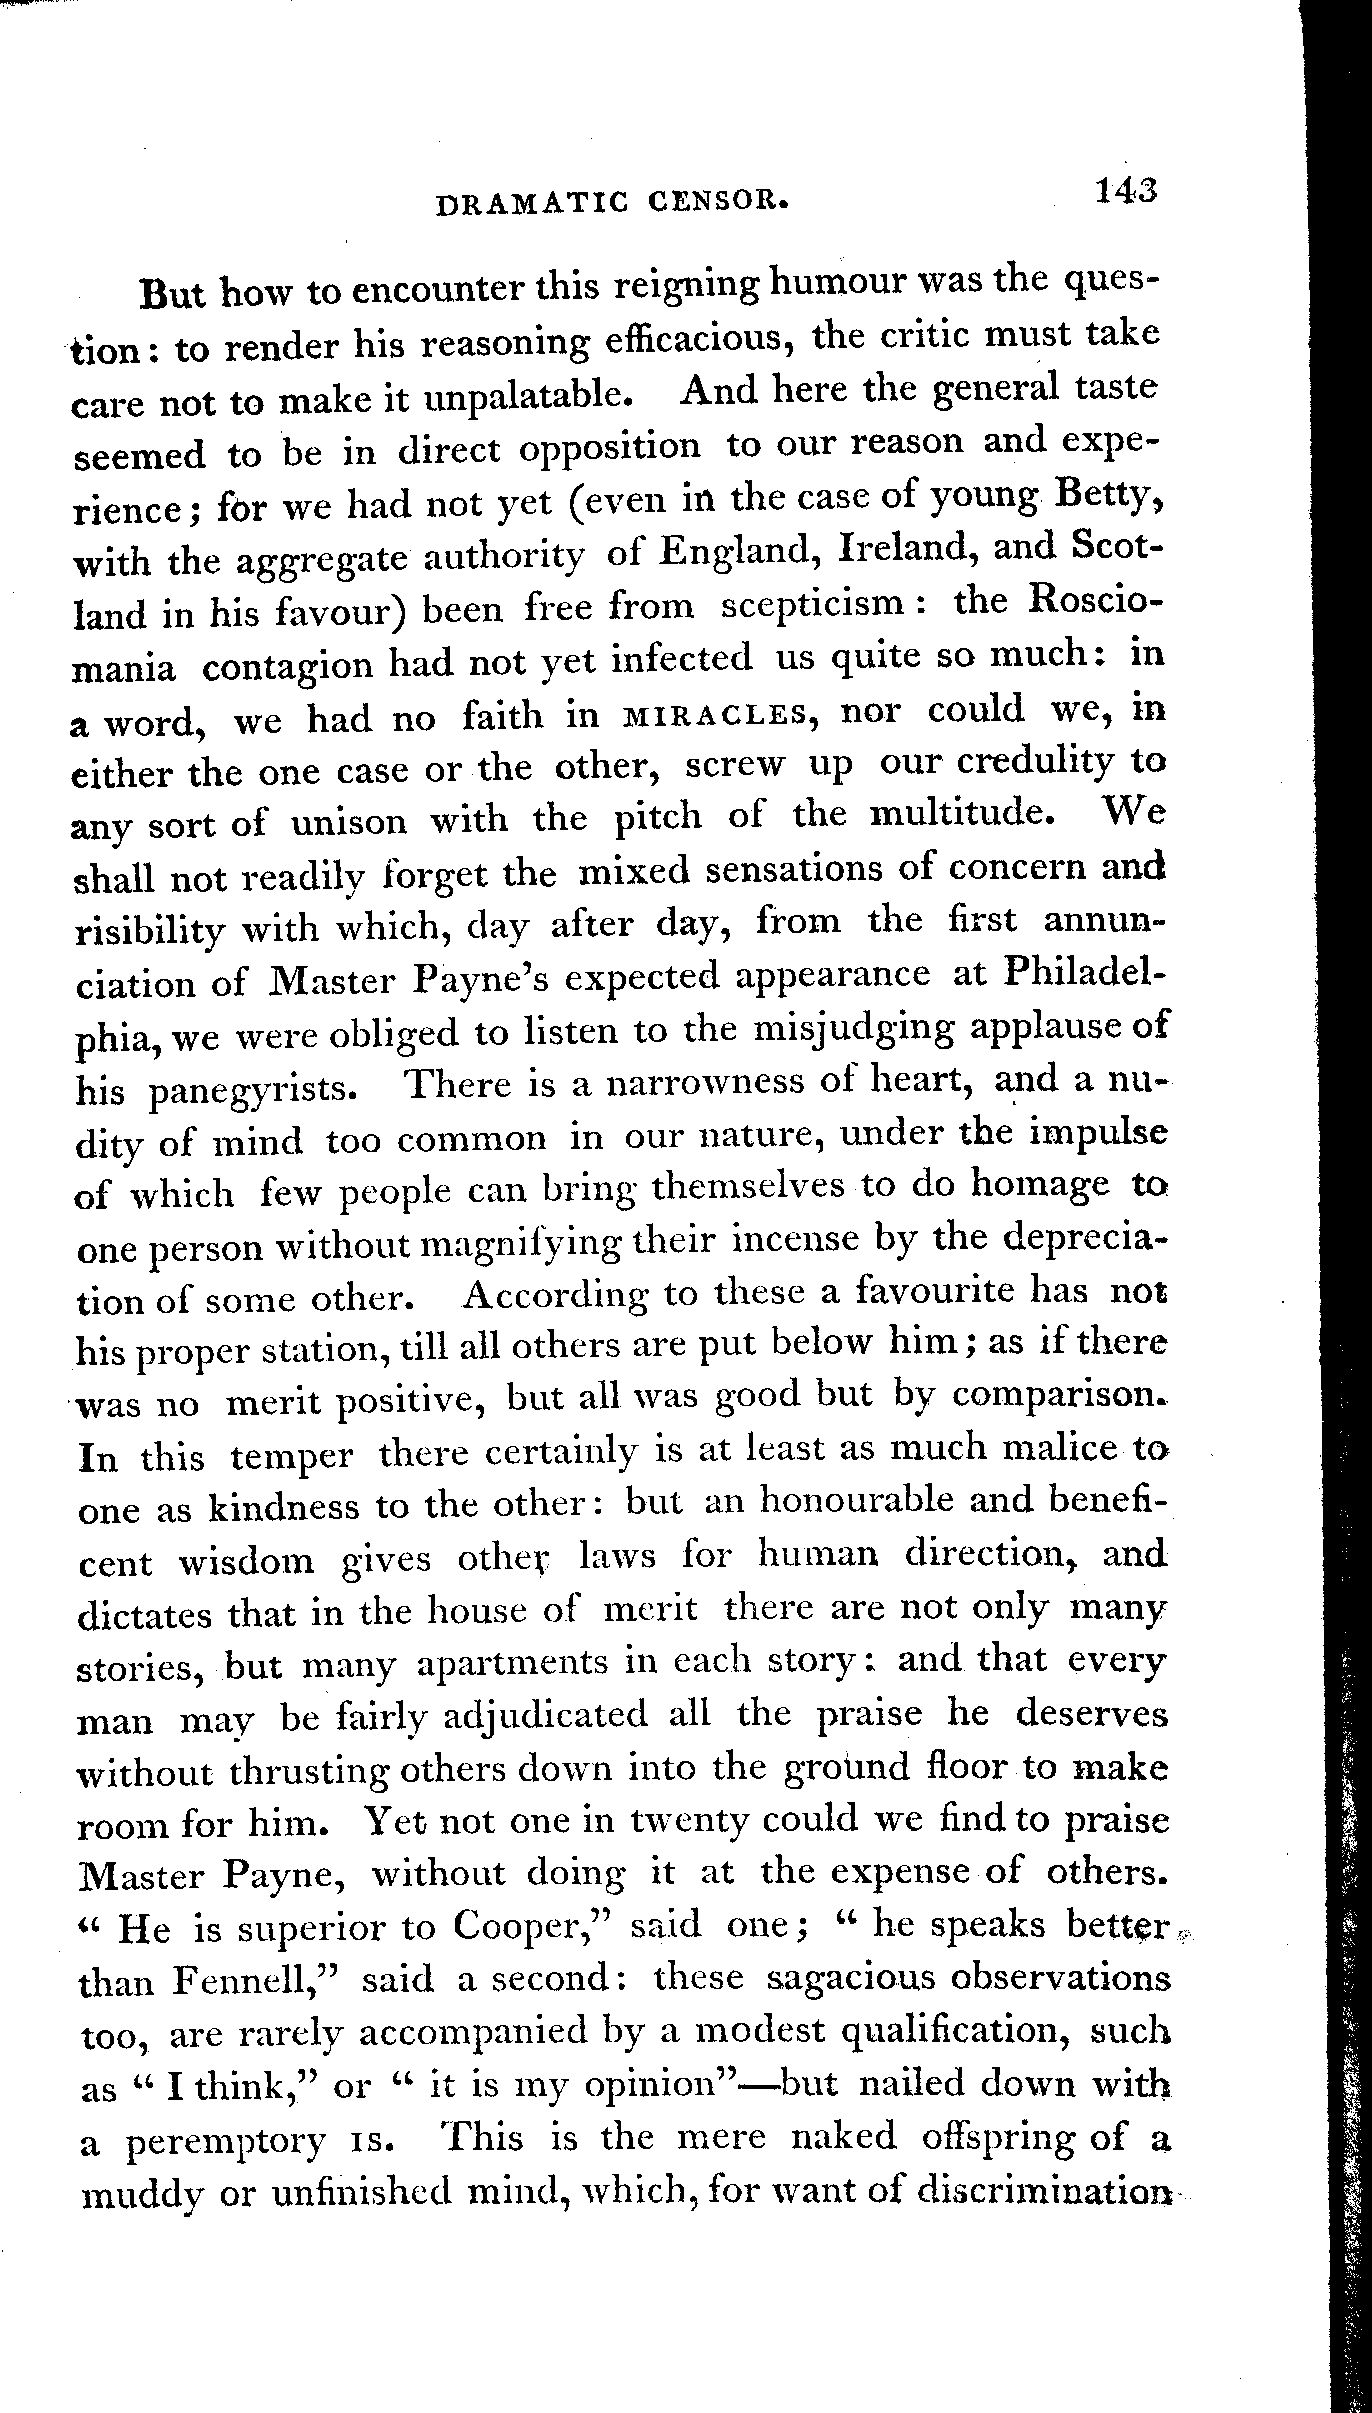 DRAMATIC CENSOR. 143
But how to encounter this reigning humour was the ques-
tion: to render his reasoning efficacious, the critic must take
care not to make it unpalatable. And here the general taste
seemed to be in direct opposition to our reason and expe-
rience; for we had not yet (even in the case of young Betty,
with the aggregate authority of England, Ireland, and Scot-
land in his favour) been free from scepticism: the Roscio-
mania contagion had not yet infected us quite so much: in
a word, we had no faith in MIRACLES, nor could we, in
either the one case or the other, screw up our credulity to
any sort of unison with the pitch of the multitude. We
shall not readily forget the mixed sensations of concern and
risibility with which, day after day, from the first annun-
ciation of Master Payne's expected appearance at Philadel-
phia, we were obliged to listen to the misjudging applause of
his panegyrists. There is a narrowness of heart, and a nu-
dity of mind too common in our nature, under the impulse
of which few people can bring themselves to do homage to
one person without magnifying their incense by the deprecia-
tion of some other. According to these a favourite has not
his proper station, till all others are put below him; as if there
was no merit positive, but all was good but by comparison.
In this temper there certainly is at least as much malice to
one as kindness to the other: but an honourable and benefi-
cent wisdom gives other laws for human direction, and
dictates that in the house of merit there are not only many
stories, but many apartments in each story: and that every
man may be fairly adjudicated all the praise he deserves
without thrusting others down into the ground floor to make
room for him. Yet not one in twenty could we find to praise
Master Payne, without doing it at the expense of others.
" He is superior to Cooper," said one; " he speaks better
than Fennell," said a second: these sagacious observations
too, are rarely accompanied by a modest qualification, such
as " I think," or " it is my opinion"—but nailed down with
a peremptory IS. This is the mere naked offspring of a
muddy or unfinished mind, which, for want of discrimination